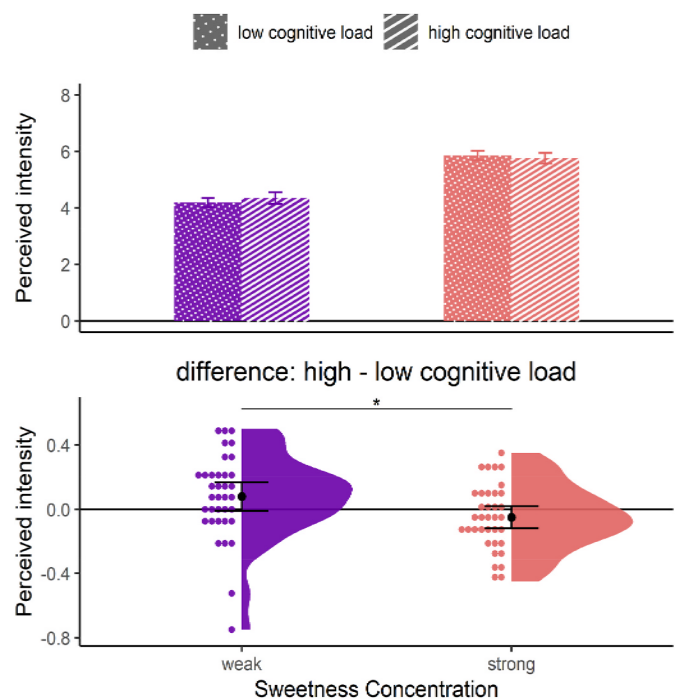 low cognitive load high cognitive load
8
6
4
2
0
Perceived intensity
difference: high - low cognitive load
*
0.4
0.0
-0.4
-0.8
Perceived intensity
weak strong
Sweetness Concentration